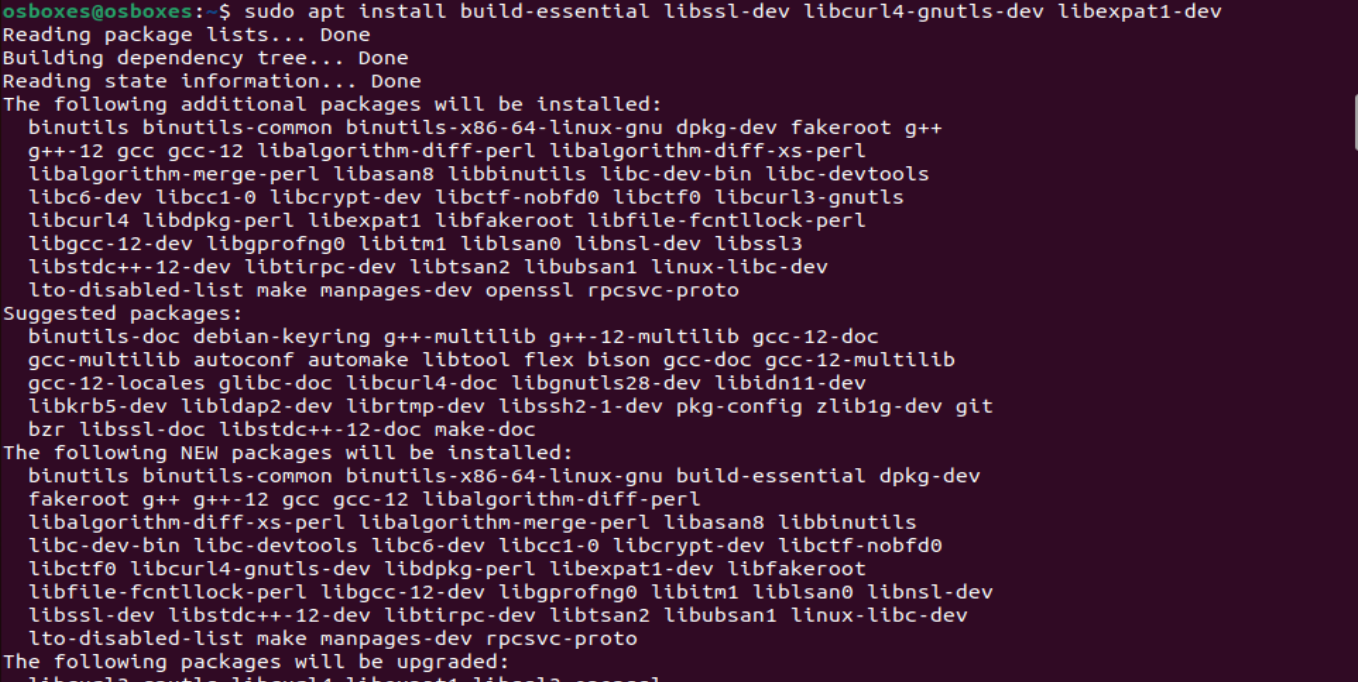 osboxes@osboxes:~$ sudo apt install build-essential libssl-dev libcurl4-gnutls-dev libexpat1-dev
Reading package lists... Done
Building dependency tree... Done
Reading state information... Done
The following additional packages will be installed:
binutils binutils-common binutils-x86-64-linux-gnu dpkg-dev fakeroot g++
g++-12 gcc gcc-12 libalgorithm-diff-perl libalgorithm-diff-xs-perl
libalgorithm-merge-perl libasan8 libbinutils libc-dev-bin libc-devtools
libc6-dev libcc1-0 libcrypt-dev libctf-nobfd0 libctf0 libcurl3-gnutls
libcurl4 libdpkg-perl libexpat1 libfakeroot libfile-fcntllock-perl
libgcc-12-dev libgprofng0 libitm1 liblsan0 libnsl-dev libssl3
libstdc++-12-dev libtirpc-dev libtsan2 libubsan1 linux-libc-dev
lto-disabled-list make manpages-dev openssl rpcsvc-proto
Suggested packages:
binutils-doc debian-keyring g++-multilib g++-12-multilib gcc-12-doc
gcc-multilib autoconf automake libtool flex bison gcc-doc gcc-12-multilib
gcc-12-locales glibc-doc libcurl4-doc libgnutls28-dev libidn11-dev
libkrb5-dev libldap2-dev librtmp-dev libssh2-1-dev pkg-config zlib1g-dev git
bzr libssl-doc libstdc++-12-doc make-doc
The following NEW packages will be installed:
binutils binutils-common binutils-x86-64-linux-gnu build-essential dpkg-dev
fakeroot g++ g++-12 gcc gcc-12 libalgorithm-diff-perl
libalgorithm-diff-xs-perl libalgorithm-merge-perl libasan8 libbinutils
libc-dev-bin libc-devtools libc6-dev libcc1-0 libcrypt-dev libctf-nobfd0
libctf0 libcurl4-gnutls-dev libdpkg-perl libexpat1-dev libfakeroot
libfile-fcntllock-perl libgcc-12-dev libgprofng0 libitm1 liblsan0 libnsl-dev
libssl-dev libstdc++-12-dev libtirpc-dev libtsan2 libubsan1 linux-libc-dev
lto-disabled-list make manpages-dev rpcsvc-proto
The following packages will be upgraded: